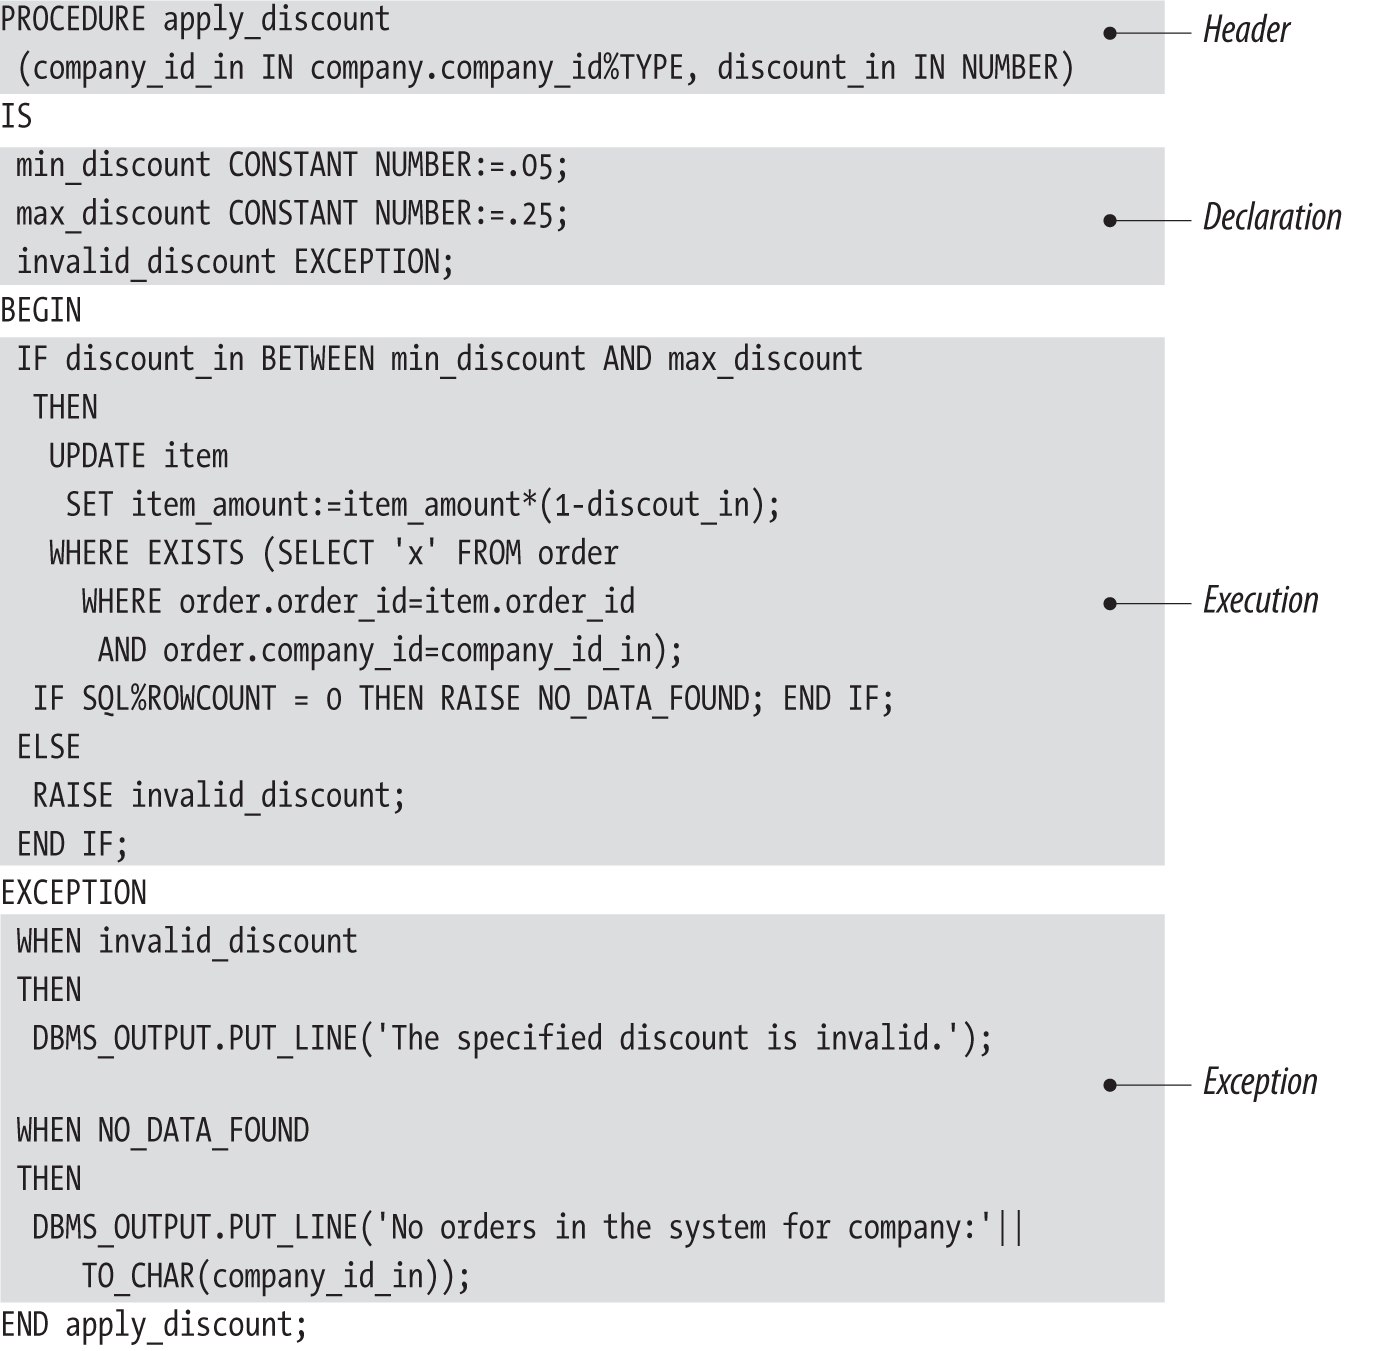 PROCEDURE apply_discount
(company_id_in IN company.company_id%TYPE, discount_in IN NUMBER)
Header
IS
min_discount CONSTANT NUMBER:=.05;
max_discount CONSTANT NUMBER:=.25;
invalid_discount EXCEPTION;
Declaration
BEGIN
IF discount_in BETWEEN min_discount AND max_discount
THEN
UPDATE item
SET item_amount:=item_amount*(1-discout_in);
WHERE EXISTS (SELECT 'x' FROM order
WHERE order.order_id=item.order_id
AND order.company_id=company_id_in);
IF SQL%ROWCOUNT = 0 THEN RAISE NO_DATA_FOUND; END IF;
ELSE
RAISE invalid_discount;
END IF;
Execution
EXCEPTION
WHEN invalid_discount
THEN
DBMS_OUTPUT.PUT_LINE('The specified discount is invalid.');
WHEN NO_DATA_FOUND
THEN
DBMS_OUTPUT.PUT_LINE('No orders in the system for company:'||
TO_CHAR(company_id_in));
Exception
END apply_discount;